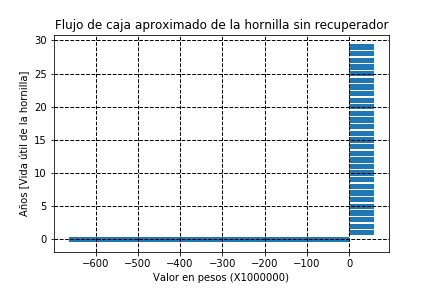 Flujo de caja aproximado de la hornilla sin recuperador
30
25
20
15
10
5
0
Años [Vida útil de la hornilla]
−600 −500 −400 −300 −200 −100 0
Valor en pesos (X1000000)